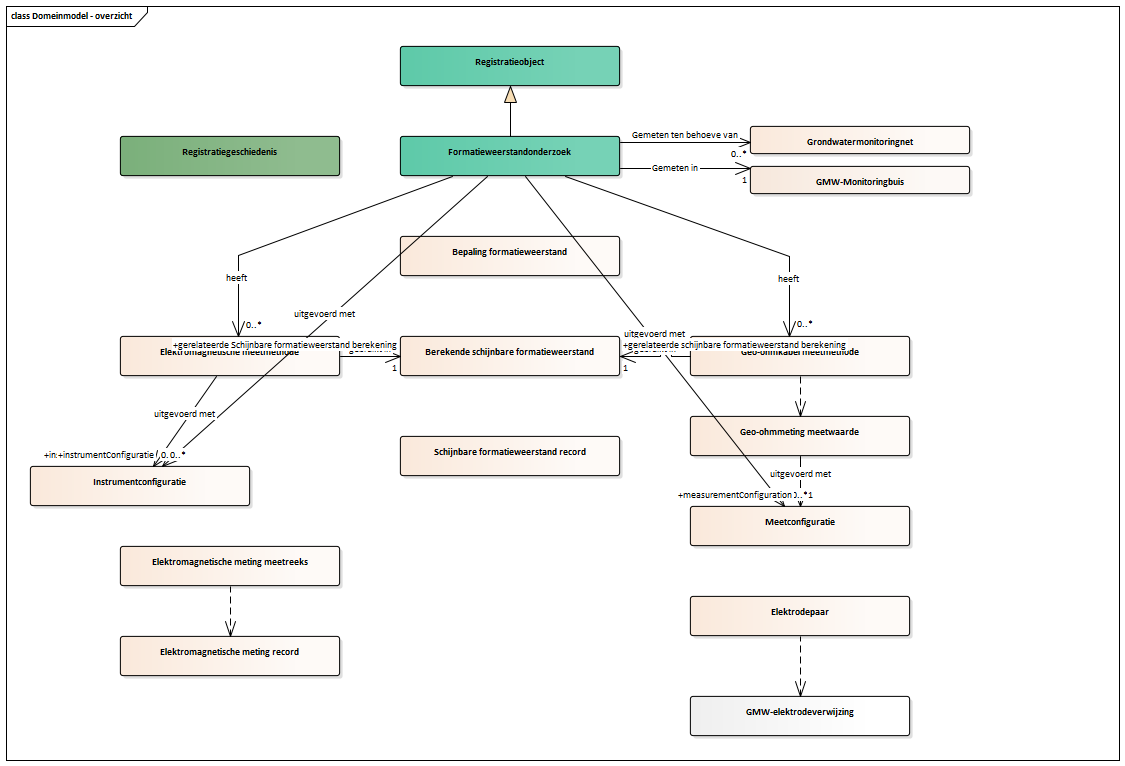 class Domeinmodel - overzicht
Registratieobject
Registratiegeschiedenis
Formatieweerstandonderzoek
Gemeten ten behoeve van
0..*
Grondwatermonitoringnet
Gemeten in
1
GMW-Monitoringbuis
Bepaling formatieweerstand
heeft
heeft
uitgevoerd met
0..*
0..*
uitgevoerd met
+gerelateerde Schijnbare formatieweerstand berekening
+gerelateerde schijnbare formatieweerstand berekening
Elektromagnetische meetmethode
Berekende schijnbare formatieweerstand
Geo-ohmkabel meetmethode
1
1
uitgevoerd met
Geo-ohmmeting meetwaarde
+instrumentConfiguratie
0..*
Schijnbare formatieweerstand record
uitgevoerd met
Instrumentconfiguratie
+measurementConfiguration
1
Meetconfiguratie
Elektromagnetische meting meetreeks
Elektrodepaar
Elektromagnetische meting record
GMW-elektrodeverwijzing